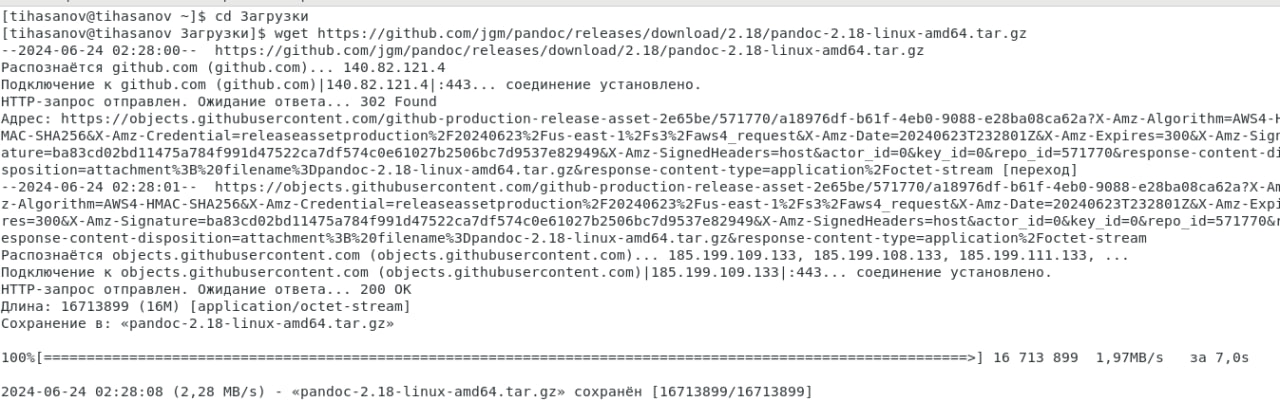 [tihasanov@tihasanov ~]$ cd Загрузки
[tihasanov@tihasanov Загрузки]$ wget https://github.com/jgm/pandoc/releases/download/2.18/pandoc-2.18-linux-amd64.tar.gz
--2024-06-24 02:28:00--  https://github.com/jgm/pandoc/releases/download/2.18/pandoc-2.18-linux-amd64.tar.gz
Распознаётся github.com (github.com)... 140.82.121.4
Подключение к github.com (github.com)|140.82.121.4|:443... соединение установлено.
HTTP-запрос отправлен. Ожидание ответа... 302 Found
Адрес: https://objects.githubusercontent.com/github-production-release-asset-2e65be/571770/a18976df-b61f-4eb0-9088-e28ba08ca62a?X-Amz-Algorithm=AWS4-H
MAC-SHA256&X-Amz-Credential=releaseassetproduction%2F20240623%2Fus-east-1%2Fs3%2Faws4_request&X-Amz-Date=20240623T232801Z&X-Amz-Expires=300&X-Amz-Sign
ature=ba83cd02bd11475a784f991d47522ca7df574c0e61027b2506bc7d9537e82949&X-Amz-SignedHeaders=host&actor_id=0&key_id=0&repo_id=571770&response-content-di
sposition=attachment%3B%20filename%3Dpandoc-2.18-linux-amd64.tar.gz&response-content-type=application%2Foctet-stream [переход]
--2024-06-24 02:28:01--  https://objects.githubusercontent.com/github-production-release-asset-2e65be/571770/a18976df-b61f-4eb0-9088-e28ba08ca62a?X-Am
z-Algorithm=AWS4-HMAC-SHA256&X-Amz-Credential=releaseassetproduction%2F20240623%2Fus-east-1%2Fs3%2Faws4_request&X-Amz-Date=20240623T232801Z&X-Amz-Expi
res=300&X-Amz-Signature=ba83cd02bd11475a784f991d47522ca7df574c0e61027b2506bc7d9537e82949&X-Amz-SignedHeaders=host&actor_id=0&key_id=0&repo_id=571770&r
esponse-content-disposition=attachment%3B%20filename%3Dpandoc-2.18-linux-amd64.tar.gz&response-content-type=application%2Foctet-stream
Распознаётся objects.githubusercontent.com (objects.githubusercontent.com)... 185.199.109.133, 185.199.108.133, 185.199.111.133, ...
Подключение к objects.githubusercontent.com (objects.githubusercontent.com)|185.199.109.133|:443... соединение установлено.
HTTP-запрос отправлен. Ожидание ответа... 200 OK
Длина: 16713899 (16M) [application/octet-stream]
Сохранение в: «pandoc-2.18-linux-amd64.tar.gz»
100%[=============================================================================================================>] 16 713 899  1,97MB/s   за 7,0s
2024-06-24 02:28:08 (2,28 MB/s) - «pandoc-2.18-linux-amd64.tar.gz» сохранён [16713899/16713899]